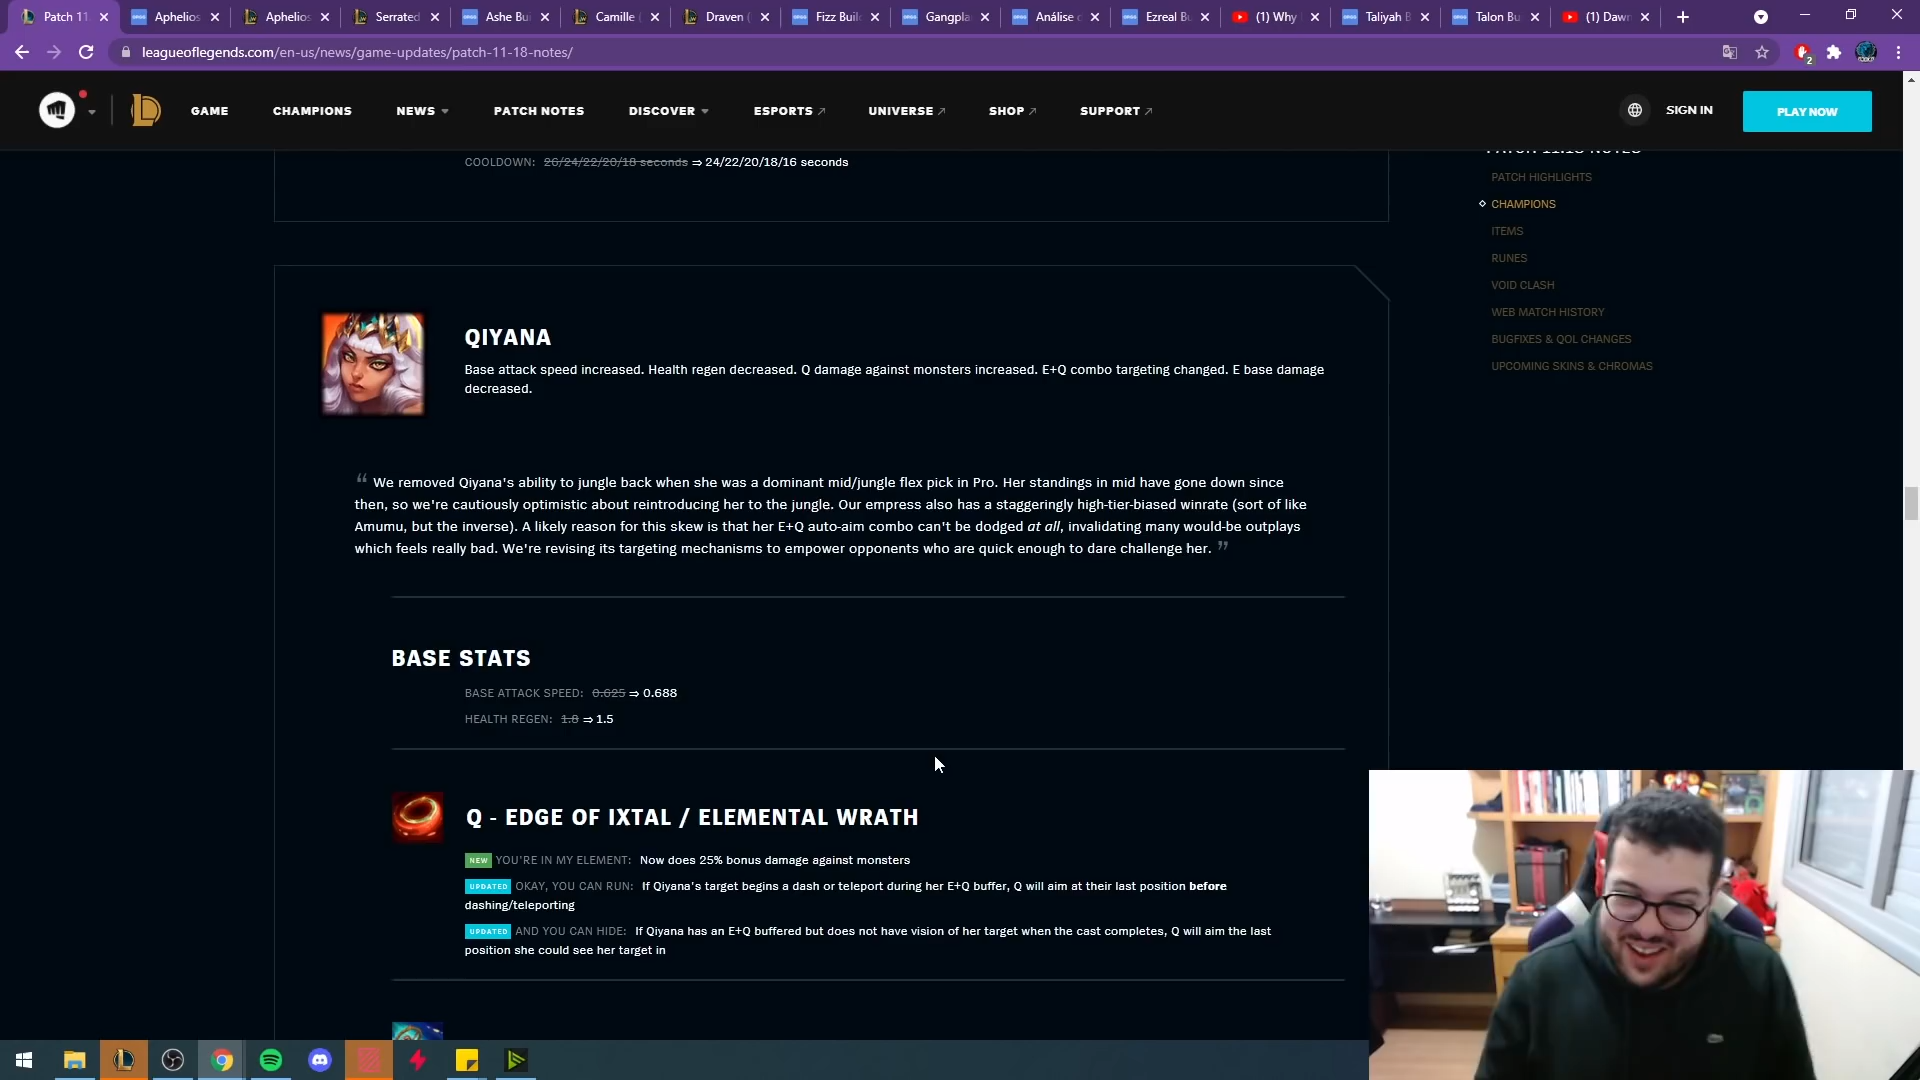 Patch 11.
Aphelios
Aphelios
Serrated
Ashe Bui
Camille (
Draven (
Fizz Buil
Gangpla
Análise d
Ezreal Bu
(1) Why
Taliyah B
Talon Bu
(1) Dawn
leagueoflegends.com/en-us/news/game-updates/patch-11-18-notes/
2
GAME CHAMPIONS NEWS PATCH NOTES DISCOVER ESPORTS UNIVERSE SHOP SUPPORT SIGN IN PLAY NOW
PATCH 11.18 NOTES
COOLDOWN: 26/24/22/20/18 seconds ⇒ 24/22/20/18/16 seconds
PATCH HIGHLIGHTS
CHAMPIONS
ITEMS
RUNES
VOID CLASH
WEB MATCH HISTORY
BUGFIXES & QOL CHANGES
UPCOMING SKINS & CHROMAS
QIYANA
Base attack speed increased. Health regen decreased. Q damage against monsters increased. E+Q combo targeting changed. E base damage
decreased.
“ We removed Qiyana's ability to jungle back when she was a dominant mid/jungle flex pick in Pro. Her standings in mid have gone down since
then, so we're cautiously optimistic about reintroducing her to the jungle. Our empress also has a staggeringly high-tier-biased winrate (sort of like
Amumu, but the inverse). A likely reason for this skew is that her E+Q auto-aim combo can't be dodged at all, invalidating many would-be outplays
which feels really bad. We're revising its targeting mechanisms to empower opponents who are quick enough to dare challenge her. ”
BASE STATS
BASE ATTACK SPEED: 0.625 ⇒ 0.688
HEALTH REGEN: 1.8 ⇒ 1.5
Q - EDGE OF IXTAL / ELEMENTAL WRATH
NEW YOU'RE IN MY ELEMENT: Now does 25% bonus damage against monsters
UPDATED OKAY, YOU CAN RUN: If Qiyana's target begins a dash or teleport during her E+Q buffer, Q will aim at their last position before
dashing/teleporting
UPDATED AND YOU CAN HIDE: If Qiyana has an E+Q buffered but does not have vision of her target when the cast completes, Q will aim the last
position she could see her target in